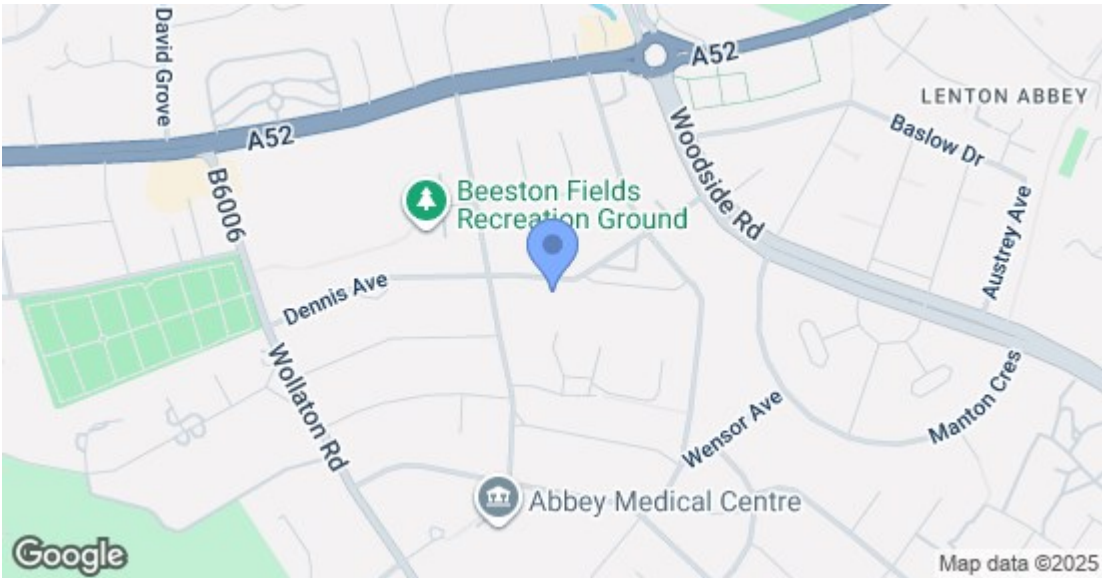 David Grove
A52
A52
LENTON ABBEY
Baslow Dr
Woodside Rd
B6006
Beeston Fields
Recreation Ground
Austrey Ave
Dennis Ave
Wollaton Rd
Manton Cres
Wensor Ave
Abbey Medical Centre
Google
Map data ©2025